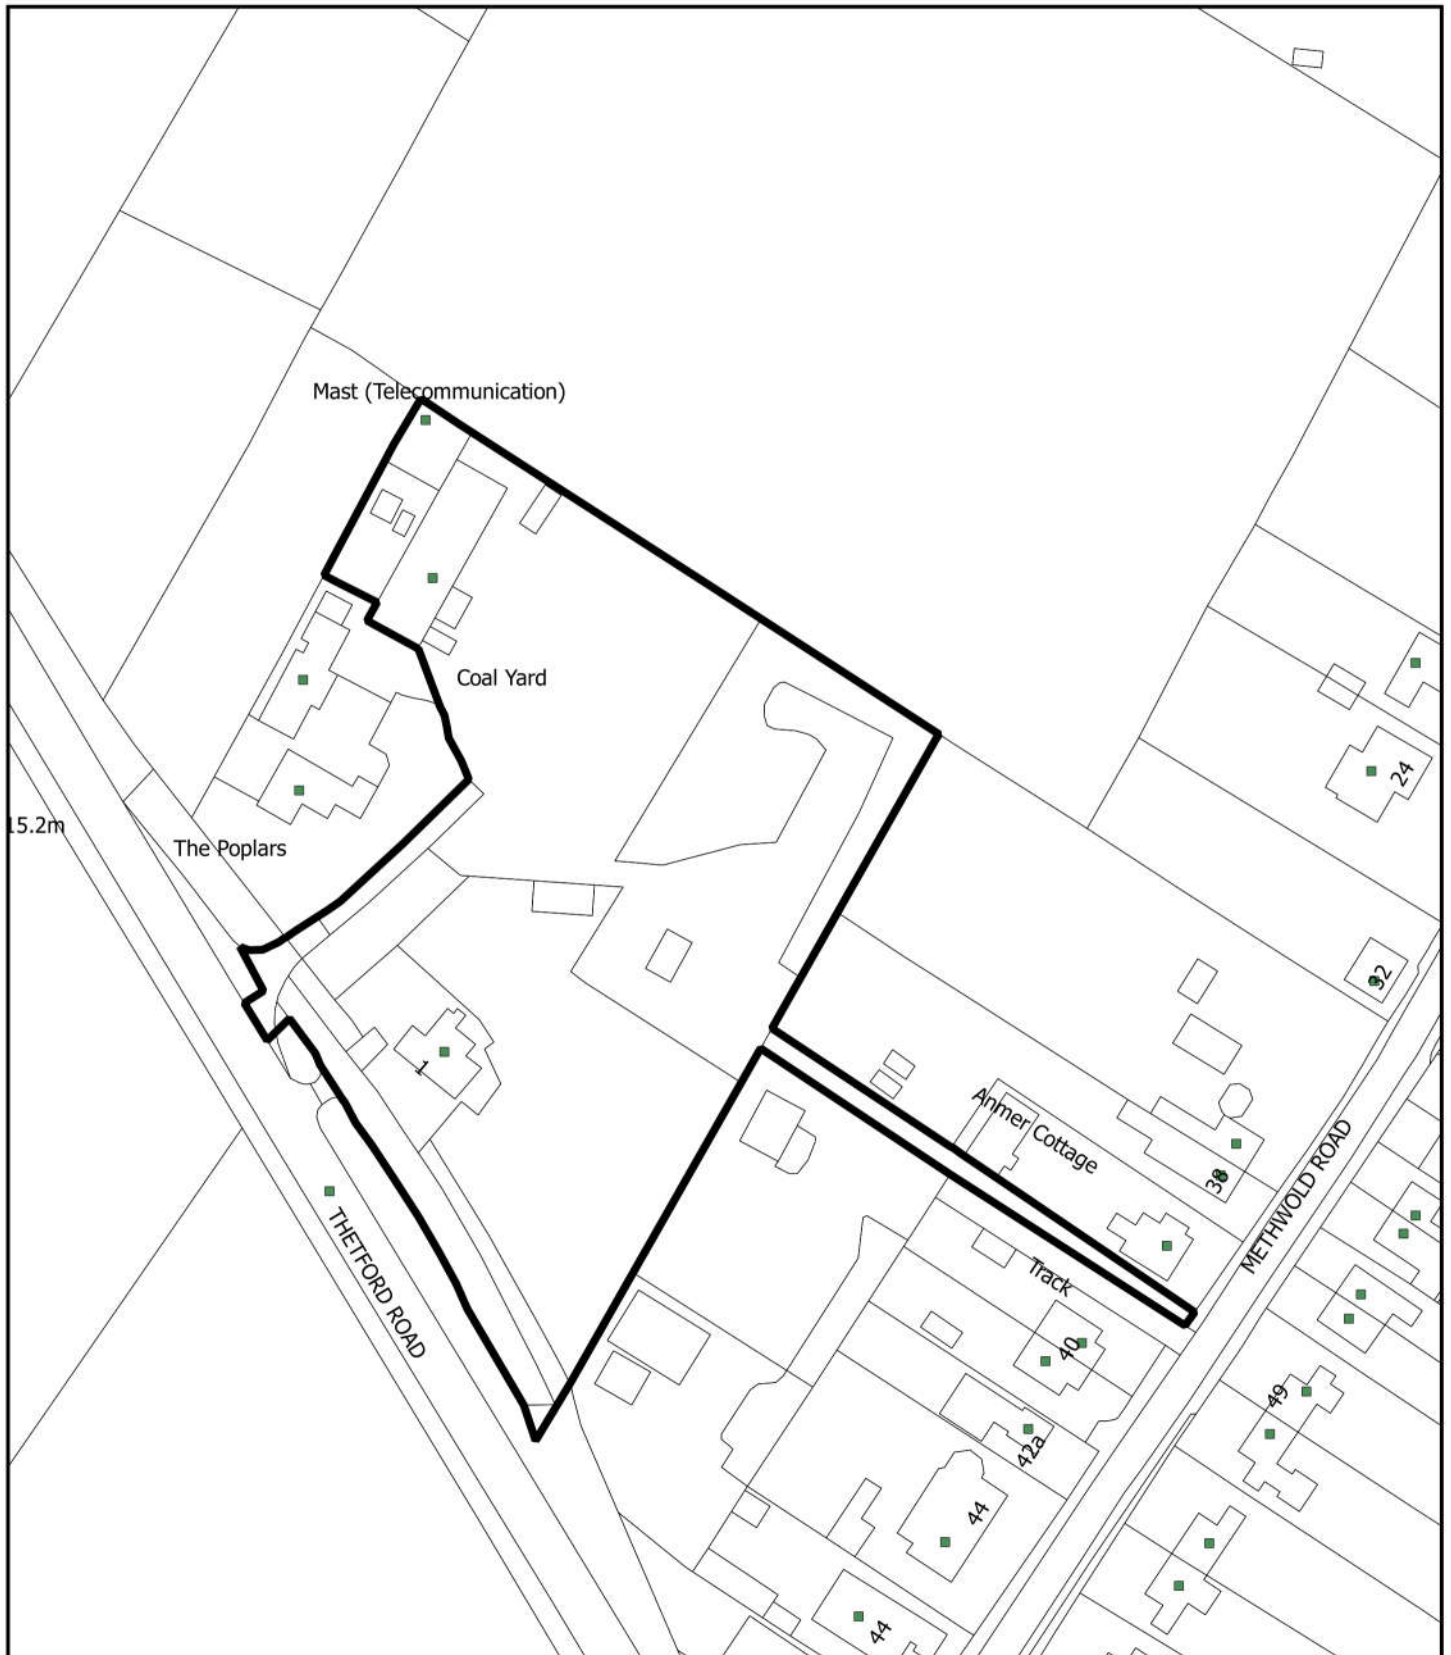 Mast (Telecommunication)
Coal Yard
24
15.2m
The Poplars
32
1
Anmer Cottage
38
METHWOLD ROAD
THETFORD ROAD
Track
40
49
42a
44
44